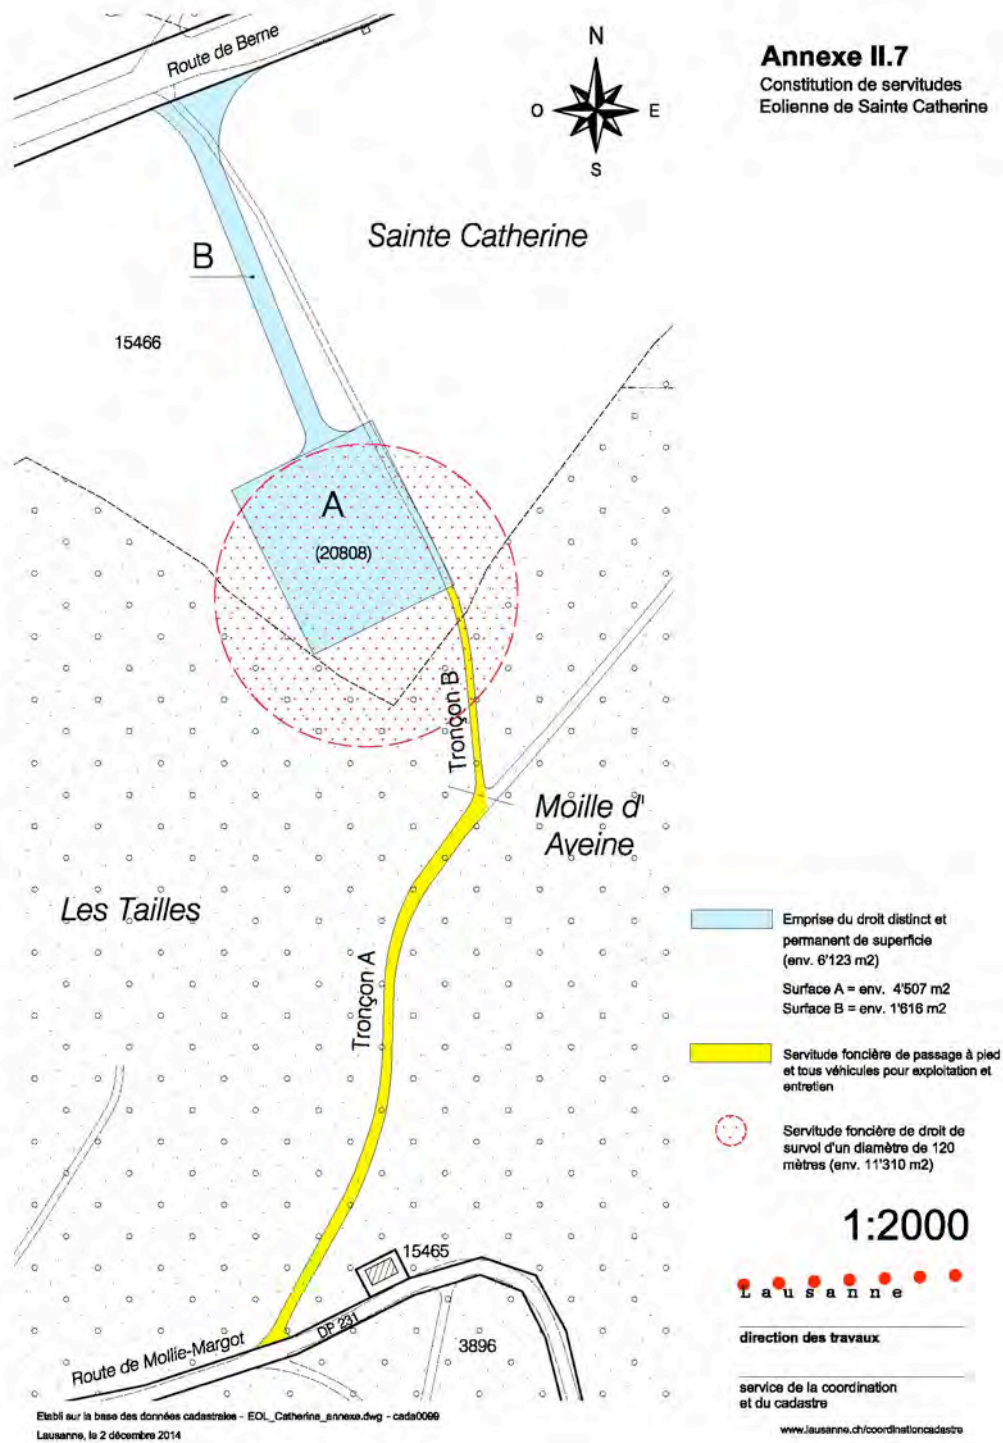 Annexe II.7
Constitution de servitudes
Eolienne de Sainte Catherine
Route de Berne
N
O
E
S
Sainte Catherine
B
15466
A
(20808)
Tronçon B
Moille d'
Aveine
Les Tailles
Tronçon A
Emprise du droit distinct et
permanent de superficie
(env. 6'123 m2)
Surface A = env. 4'507 m2
Surface B = env. 1'616 m2
Servitude foncière de passage à pied
et tous véhicules pour exploitation et
entretien
Servitude foncière de droit de
survol d'un diamètre de 120
mètres (env. 11'310 m2)
1:2000
15465
DP 231
Route de Mollie-Margot
3896
Lausanne
direction des travaux
service de la coordination
et du cadastre
www.lausanne.ch/coordinationcadastre
Etabli sur la base des données cadastrales - EOL_Catherine_annexe.dwg - cada0099
Lausanne, le 2 décembre 2014